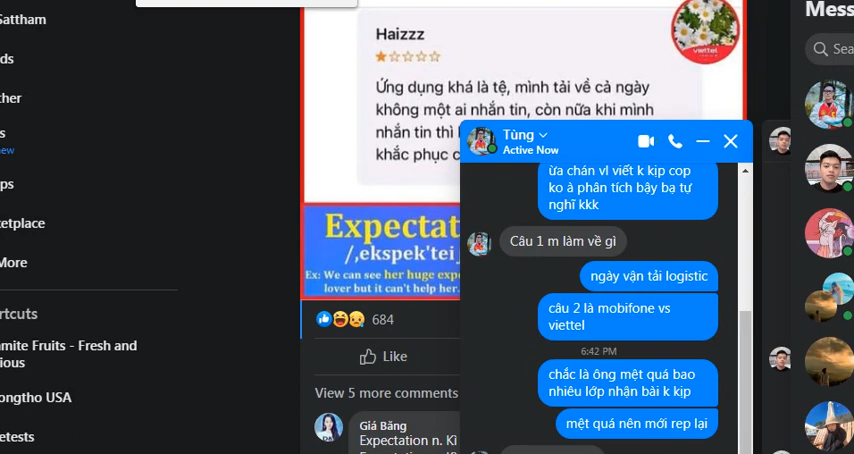 Sattham
ds
ther
s
ew
ps
etplace
More
rtcuts
mite Fruits - Fresh and
ious
ongtho USA
etests
Haizzz
viettel
Ứng dụng khá là tệ, mình tải về cả ngày
không một ai nhắn tin, còn nữa khi mình
nhắn tin thì
khắc phục c
Expectat
/,ekspek'tei
Ex: We can see her huge expe
lover but it can't help her.
684
Like
View 5 more comments
Giá Băng
Expectation n. Kì
Tùng
Active Now
ừa chán vl viết k kịp cop
ko à phân tích bậy bạ tự
nghĩ kkk
Câu 1 m làm về gì
ngày vận tải logistic
câu 2 là mobifone vs
viettel
6:42 PM
chắc là ông mệt quá bao
nhiêu lớp nhận bài k kịp
mệt quá nên mới rep lại
Mess
Sea